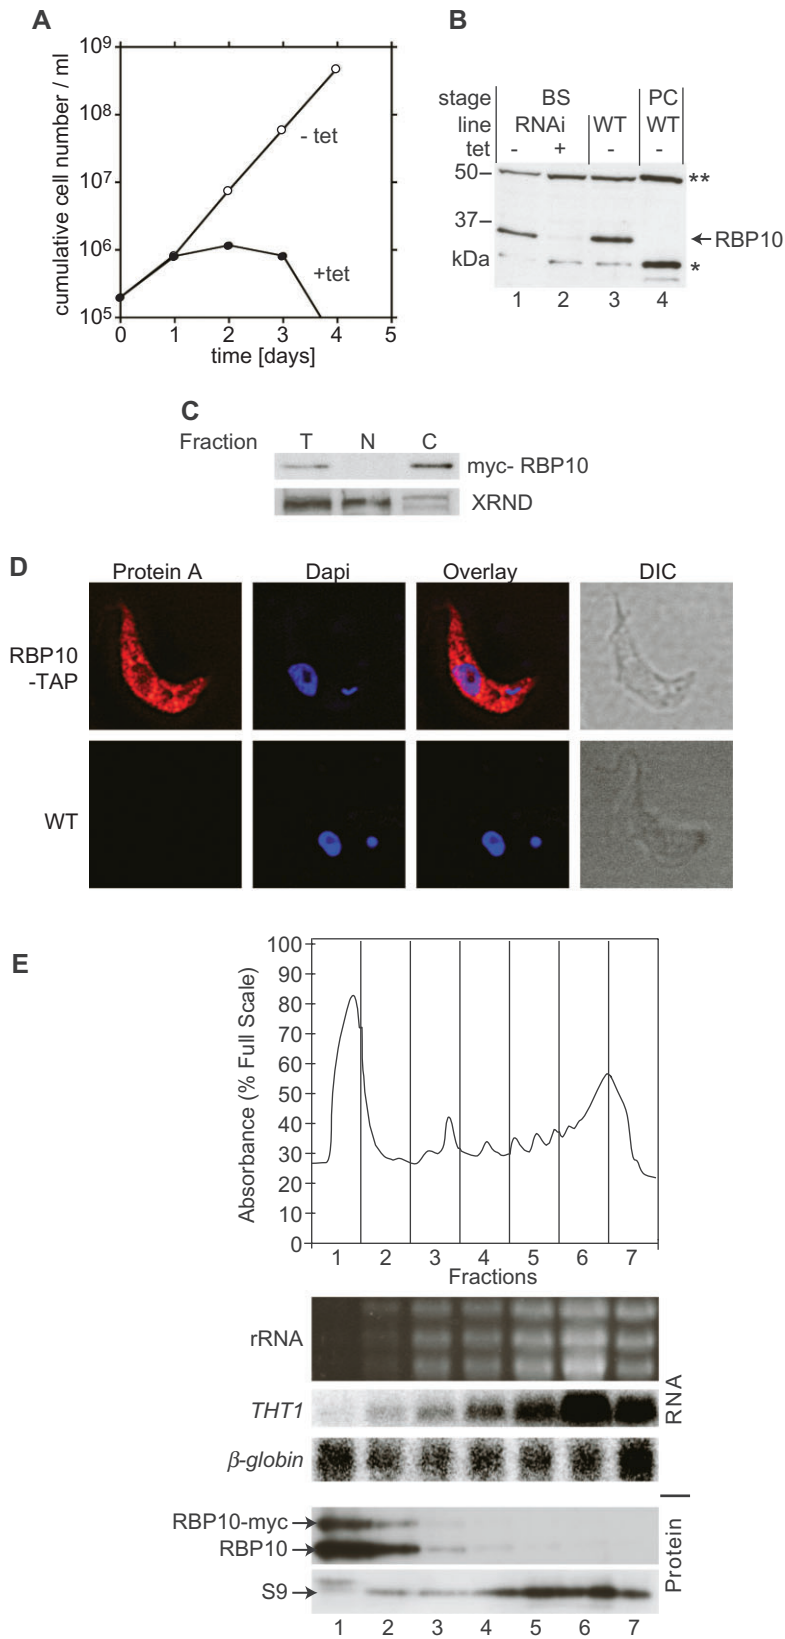 A
cumulative cell number / ml
10⁹
10⁸
10⁷
10⁶
10⁵
- tet
+tet
0 1 2 3 4 5
time [days]
B
stage BS PC
line RNAi WT WT
tet - + - -
50 **
37
RBP10
kDa *
1 2 3 4
C
Fraction T N C
myc- RBP10
XRND
D
Protein A Dapi Overlay DIC
RBP10
-TAP
WT
E
Absorbance (% Full Scale)
100
90
80
70
60
50
40
30
20
10
0
1 2 3 4 5 6 7
Fractions
rRNA
THT1
β-globin
RNA
RBP10-myc
RBP10
S9
Protein
1 2 3 4 5 6 7